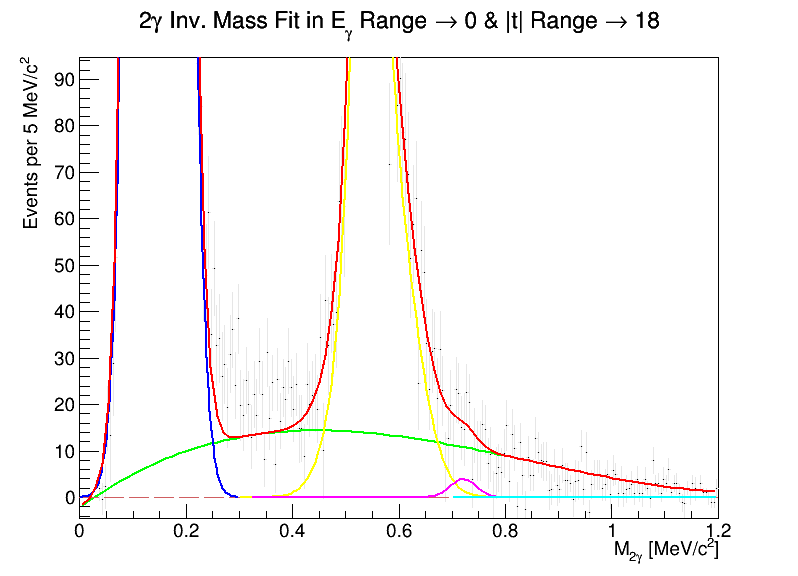 2γ Inv. Mass Fit in Eγ Range → 0 & |t| Range → 18
Events per 5 MeV/c²
90
80
70
60
50
40
30
20
10
0
0 0.2 0.4 0.6 0.8 1 1.2
M2γ [MeV/c²]